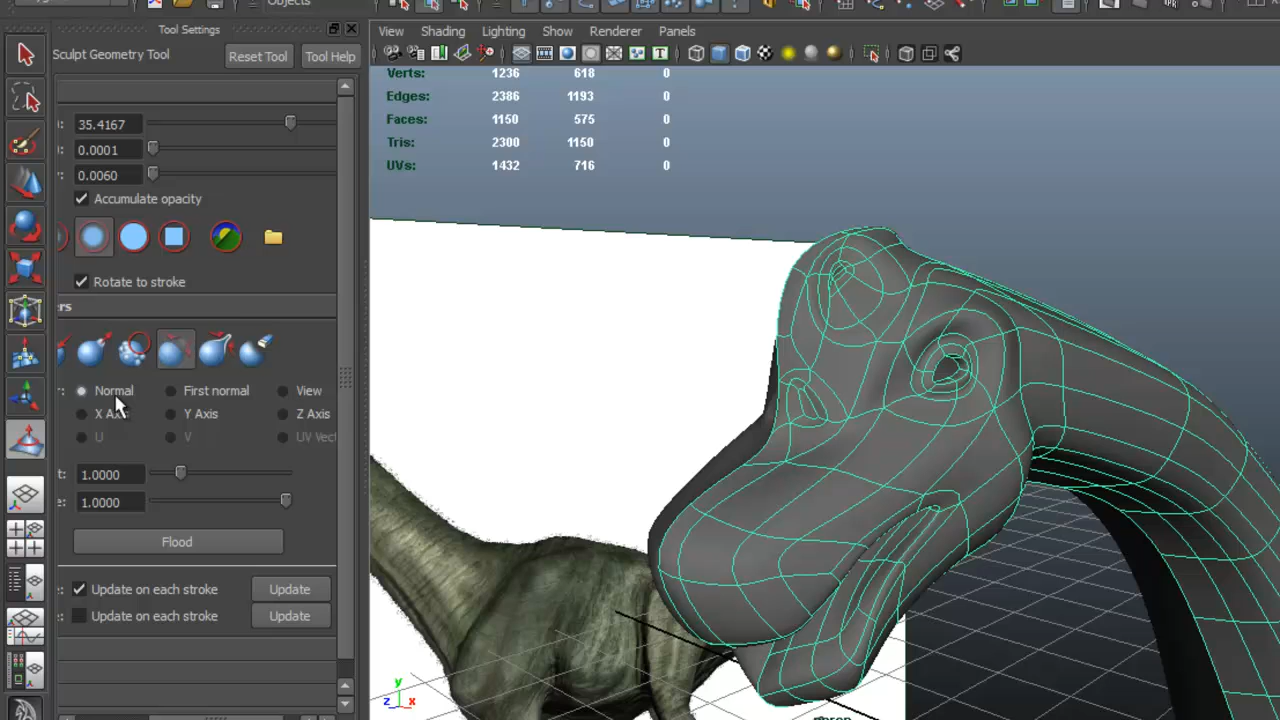 Objects
Tool Settings
Sculpt Geometry Tool
Reset Tool
Tool Help
View Shading Lighting Show Renderer Panels
Verts: 1236 618 0
Edges: 2386 1193 0
Faces: 1150 575 0
Tris: 2300 1150 0
UVs: 1432 716 0
35.4167
0.0001
0.0060
Accumulate opacity
Rotate to stroke
ers
Normal First normal View
X Axis Y Axis Z Axis
U V UV Vect
t: 1.0000
e: 1.0000
Flood
Update on each stroke Update
Update on each stroke Update
y
z x
persp